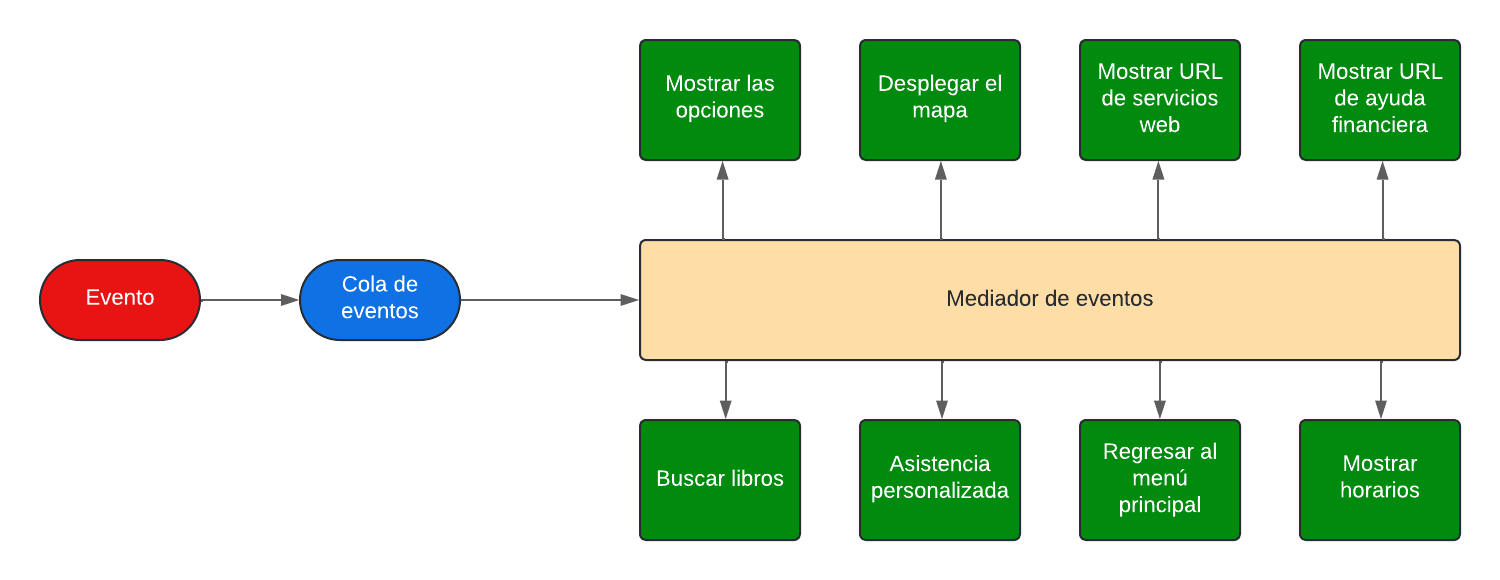 Mostrar las
opciones
Desplegar el
mapa
Mostrar URL
de servicios
web
Mostrar URL
de ayuda
financiera
Evento
Cola de
eventos
Mediador de eventos
Buscar libros
Asistencia
personalizada
Regresar al
menú
principal
Mostrar
horarios